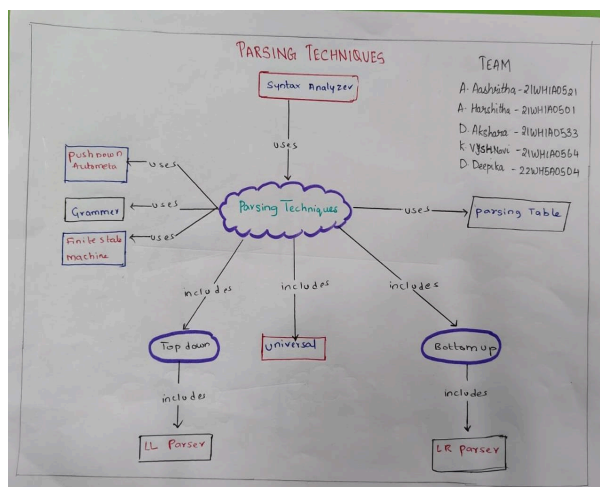 PARSING TECHNIQUES
TEAM
A. Aashritha - 21WH1A0521
A. Harshitha - 21WH1A0501
D. Akshara - 21WH1A0533
K. Vyshnavi - 21WH1A0564
D. Deepika - 22WH5A0504
Syntax Analyzer
uses
Pushdown
Autometa
uses
Grammer
uses
Finite state
machine
uses
Parsing Techniques
uses
Parsing Table
includes
includes
includes
Top down
Universal
Bottom up
includes
includes
LL Parser
LR Parser